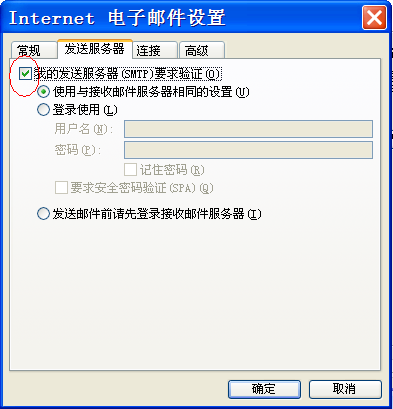 Internet 电子邮件设置
常规 发送服务器 连接 高级
我的发送服务器(SMTP)要求验证(O)
使用与接收邮件服务器相同的设置(U)
登录使用(L)
用户名(N):
密码(P):
记住密码(R)
要求安全密码验证(SPA)(Q)
发送邮件前请先登录接收邮件服务器(I)
确定 取消